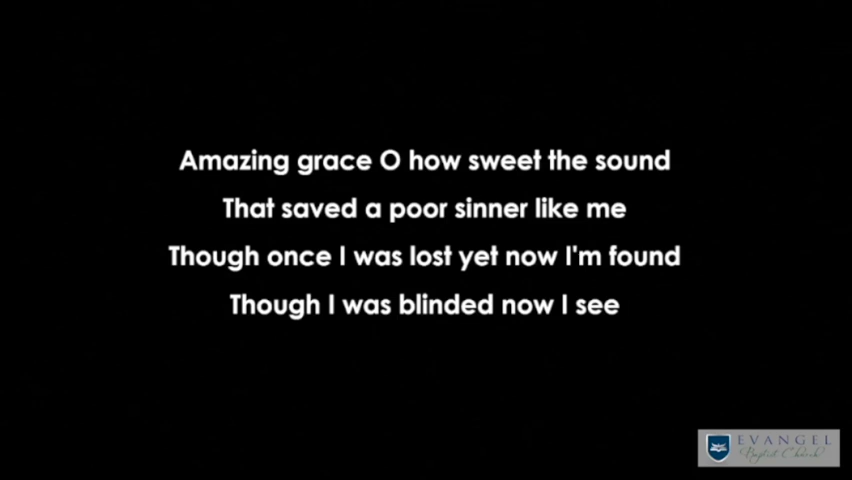 Amazing grace O how sweet the sound
That saved a poor sinner like me
Though once I was lost yet now I'm found
Though I was blinded now I see
EVANGEL
Baptist Church